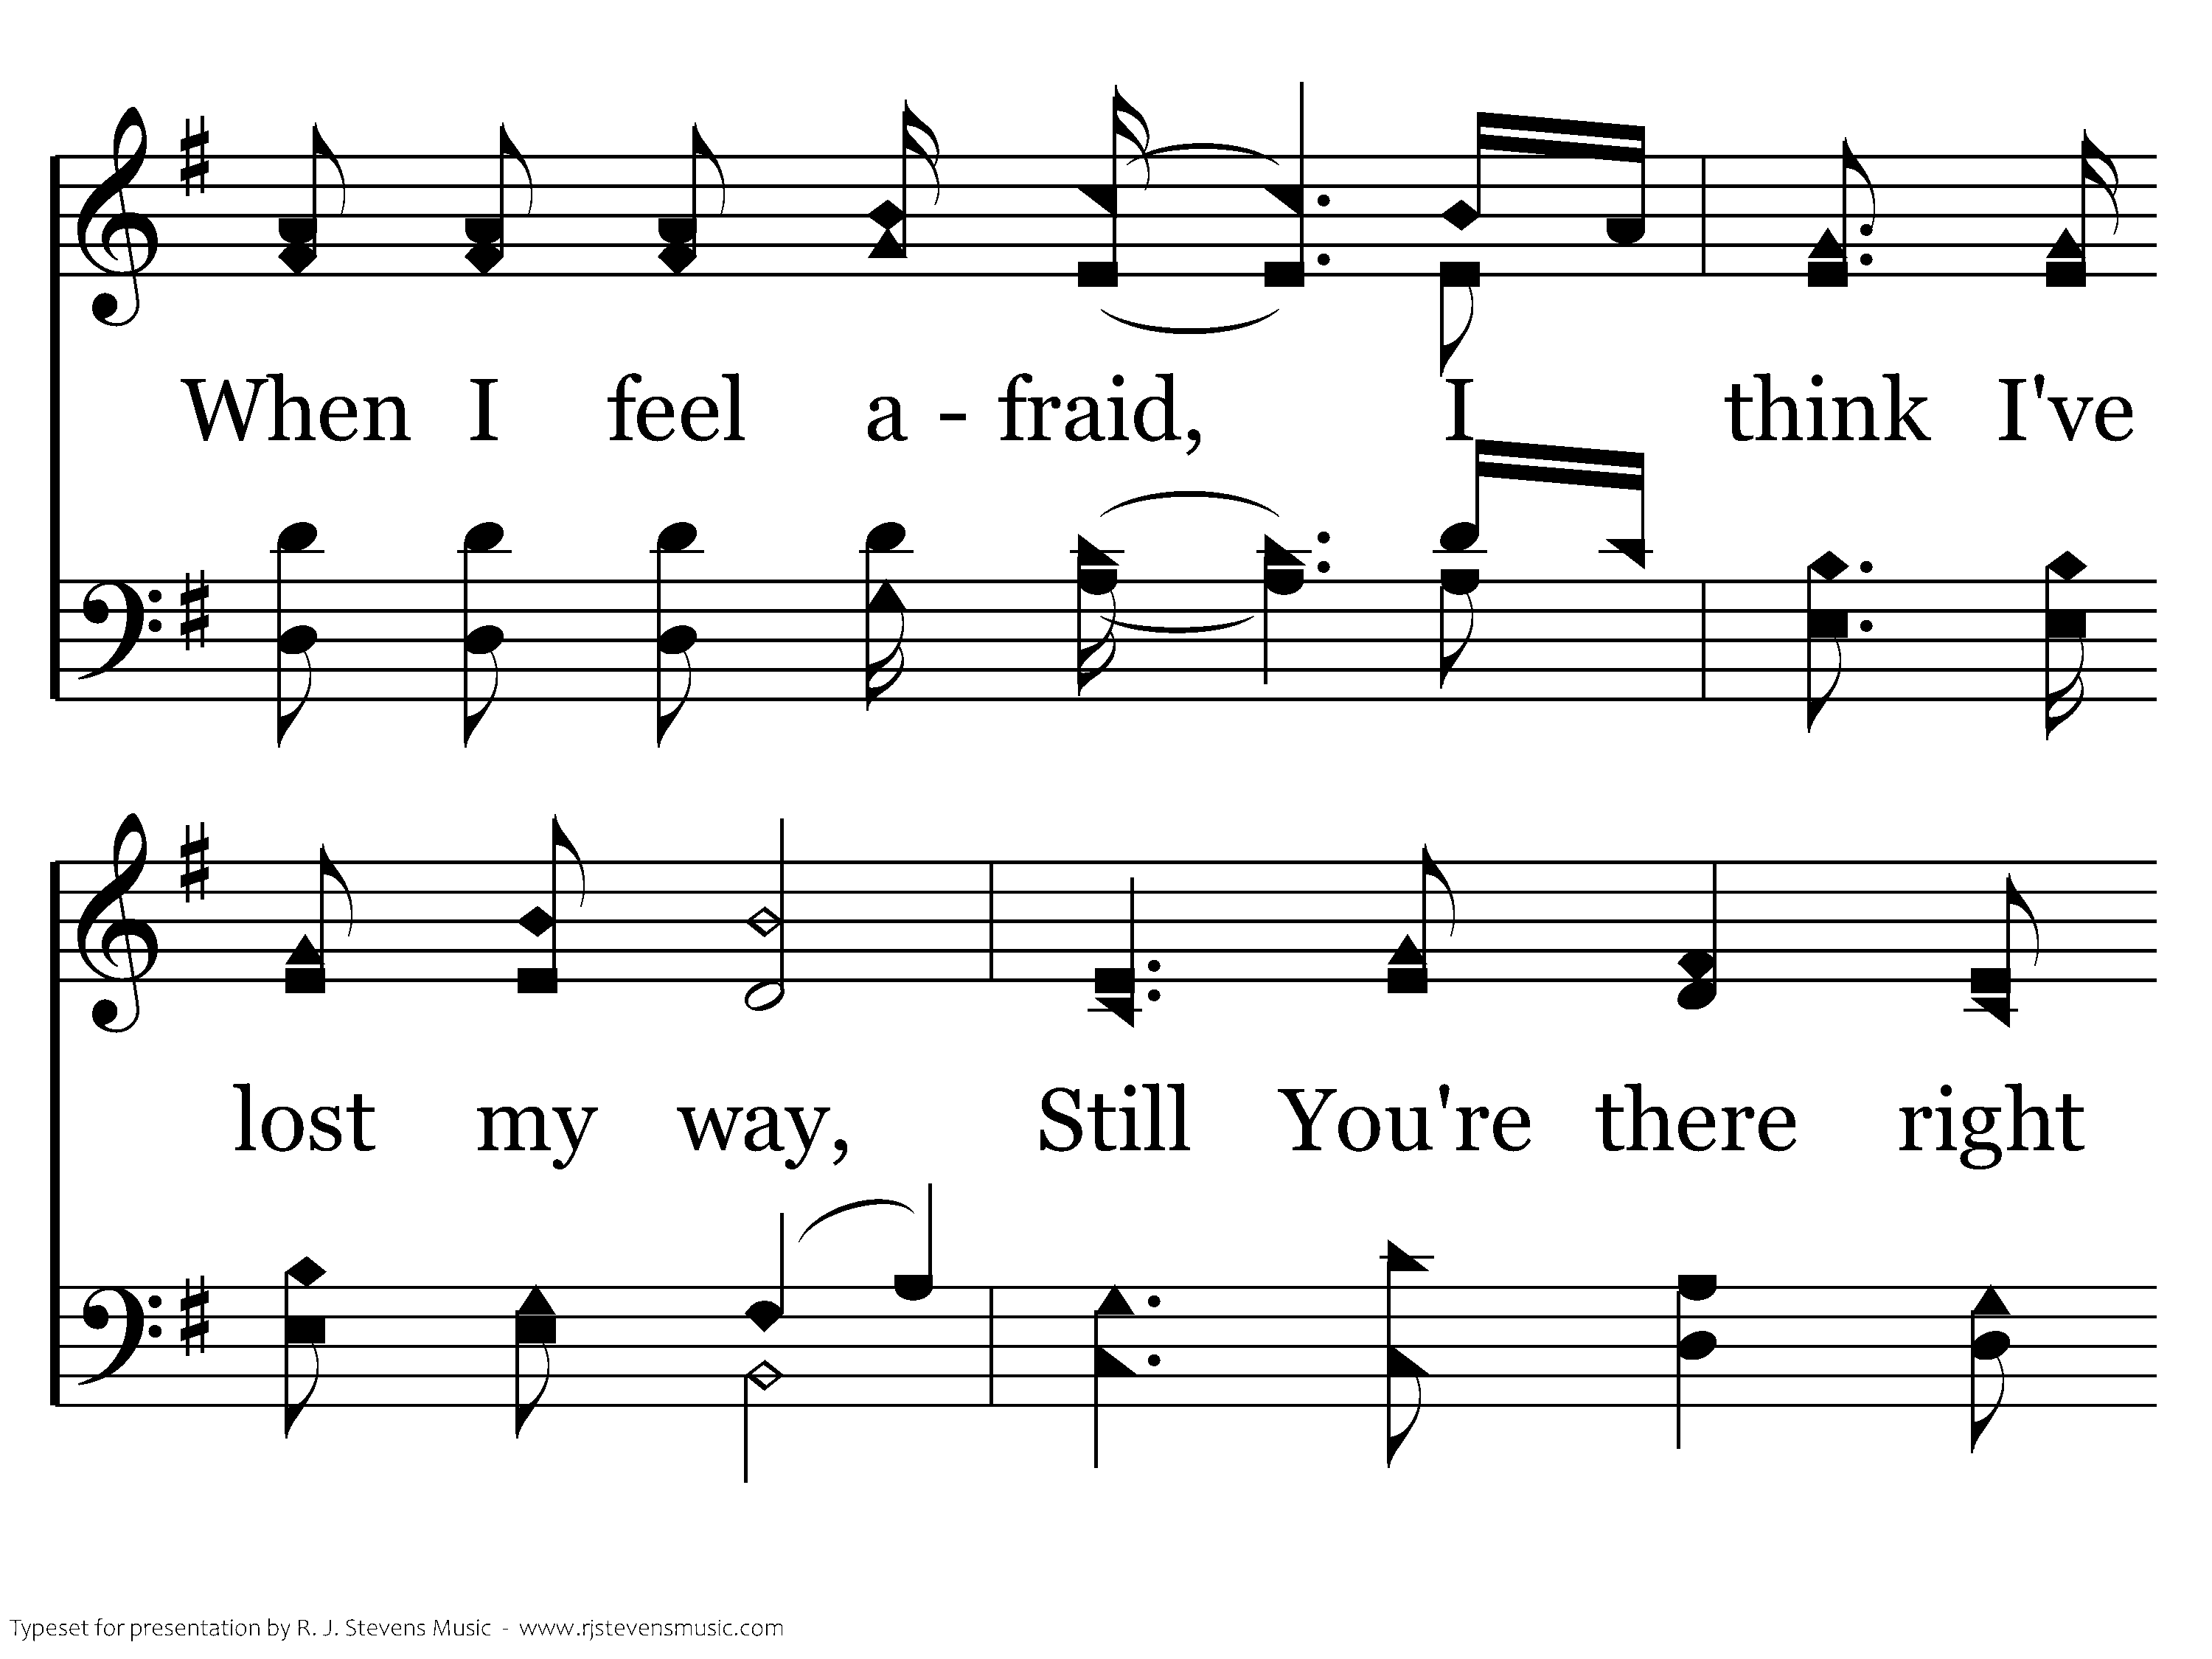 When I feel a - fraid, I think I've
lost my way, Still You're there right
Typeset for presentation by R. J. Stevens Music - www.rjstevensmusic.com